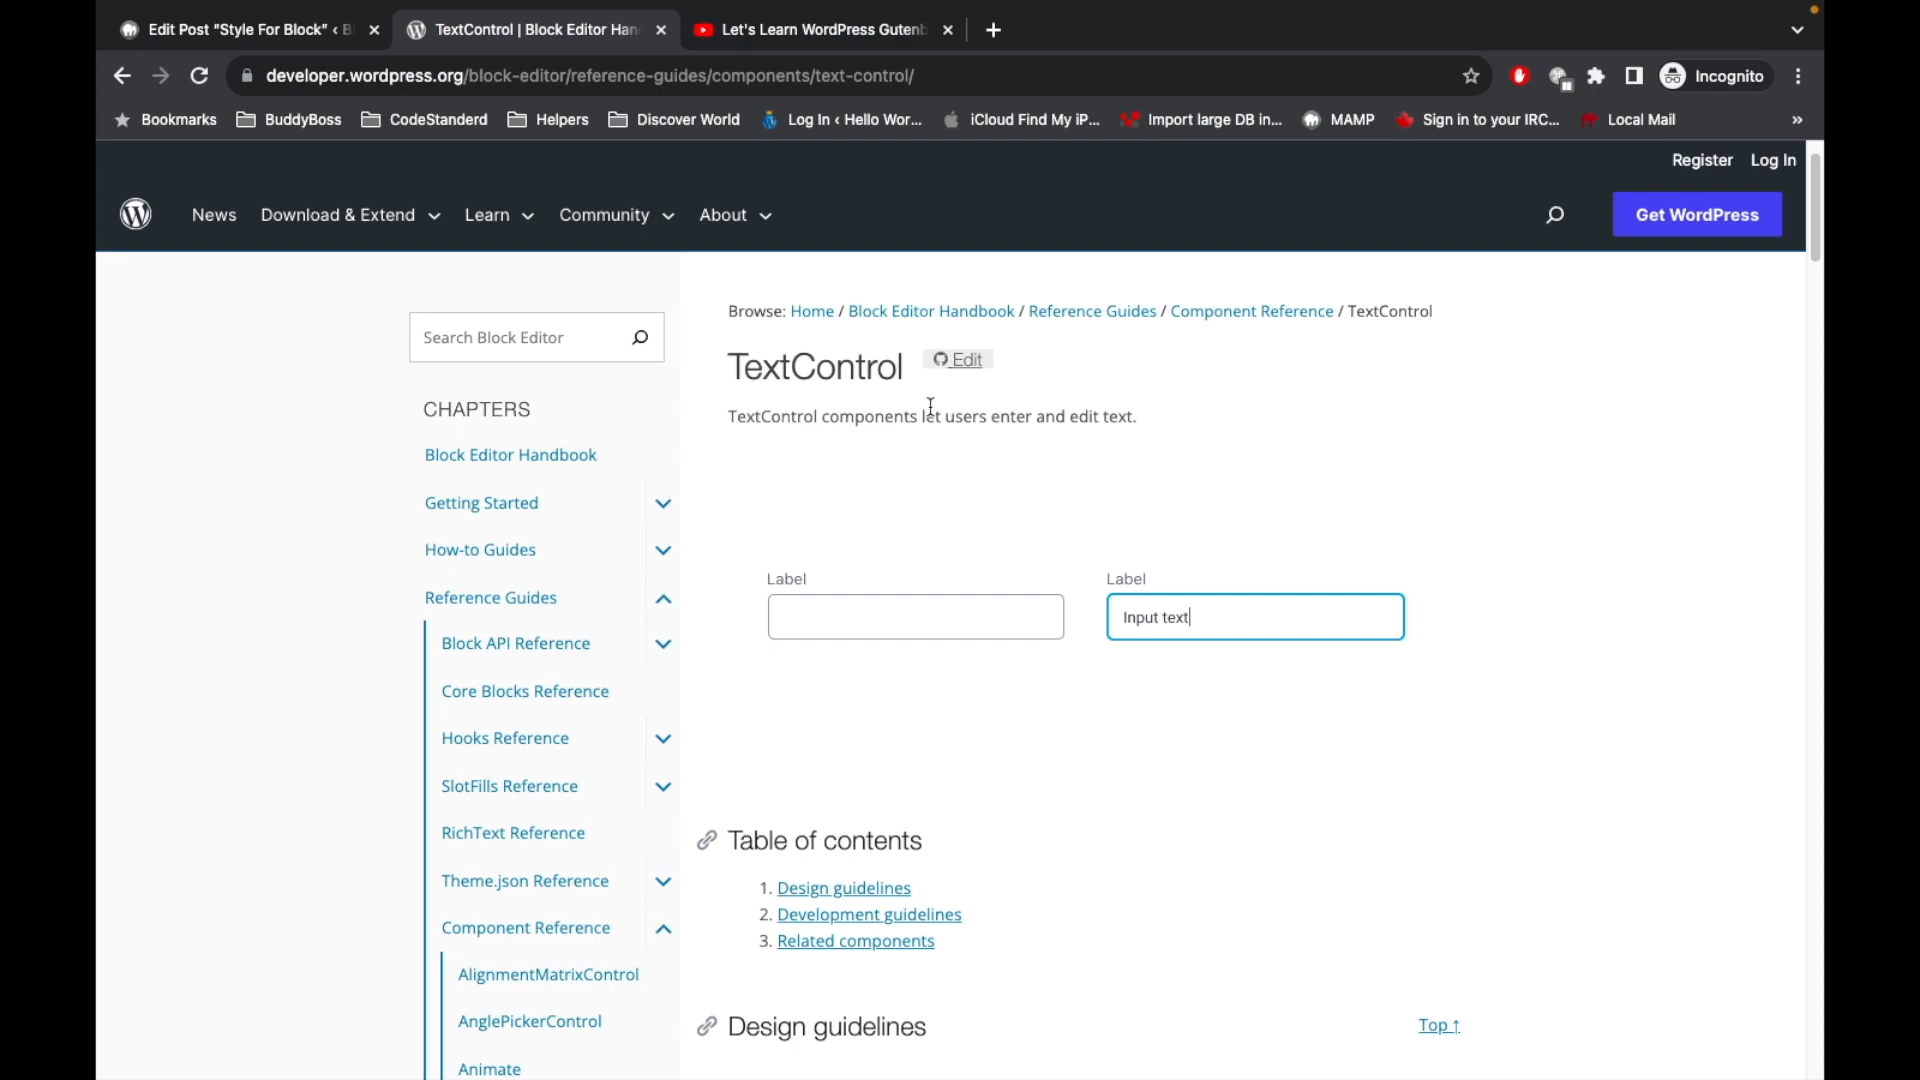 Edit Post “Style For Block” ‹ B
TextControl | Block Editor Han
Let's Learn WordPress Gutenb
developer.wordpress.org/block-editor/reference-guides/components/text-control/
Incognito
Bookmarks
BuddyBoss
CodeStanderd
Helpers
Discover World
Log In ‹ Hello Wor...
iCloud Find My iP...
Import large DB in...
MAMP
Sign in to your IRC...
Local Mail
»
Register
Log In
News
Download & Extend
Learn
Community
About
Get WordPress
Search Block Editor
CHAPTERS
Block Editor Handbook
Getting Started
How-to Guides
Reference Guides
Block API Reference
Core Blocks Reference
Hooks Reference
SlotFills Reference
RichText Reference
Theme.json Reference
Component Reference
AlignmentMatrixControl
AnglePickerControl
Animate
Browse: Home / Block Editor Handbook / Reference Guides / Component Reference / TextControl
TextControl
Edit
TextControl components let users enter and edit text.
Label
Label
Input text
Table of contents
1. Design guidelines
2. Development guidelines
3. Related components
Design guidelines
Top ↑